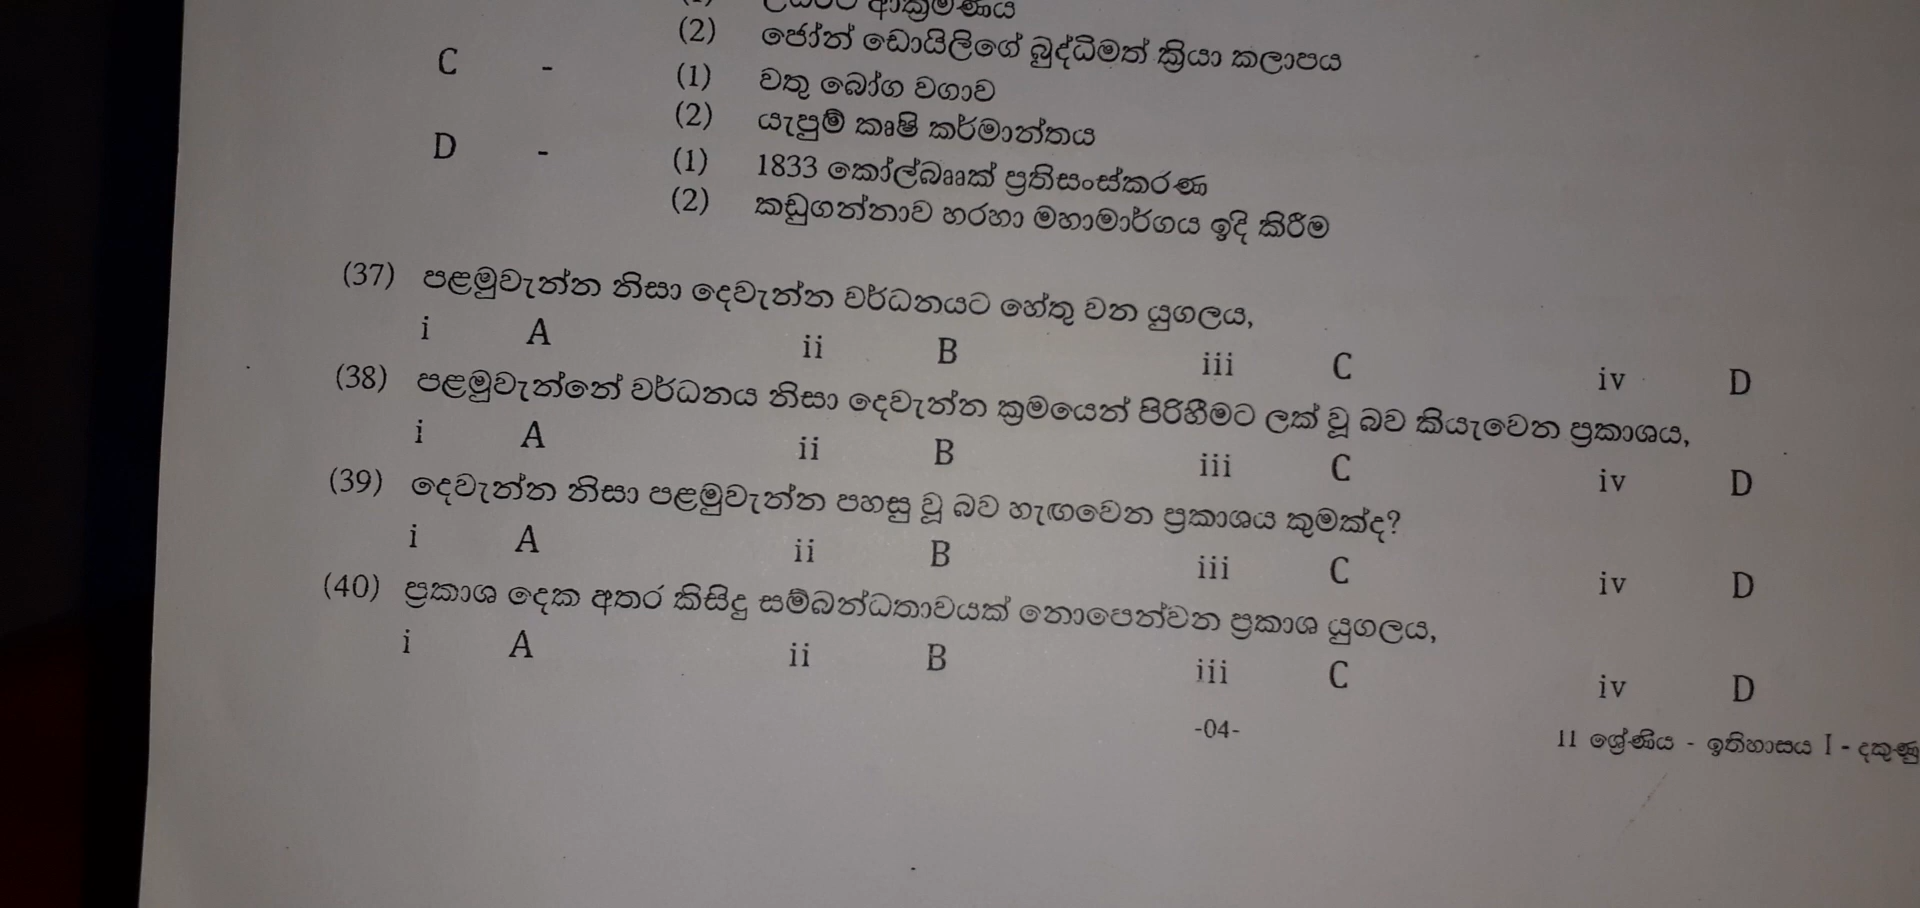 ආක්‍රමණය
(2) ජෝන් ඩොයිලිගේ බුද්ධිමත් ක්‍රියා කලාපය
C - (1) වතු බෝග වගාව
(2) යැපුම් කෘෂි කර්මාන්තය
D - (1) 1833 කෝල්බෲක් ප්‍රතිසංස්කරණ
(2) කඩුගන්නාව හරහා මහාමාර්ගය ඉදි කිරීම
(37) පළමුවැන්න නිසා දෙවැන්න වර්ධනයට හේතු වන යුගලය,
i A ii B iii C iv D
(38) පළමුවැන්නේ වර්ධනය නිසා දෙවැන්න ක්‍රමයෙන් පිරිහීමට ලක් වූ බව කියැවෙන ප්‍රකාශය,
i A ii B iii C iv D
(39) දෙවැන්න නිසා පළමුවැන්න පහසු වූ බව හැඟවෙන ප්‍රකාශය කුමක්ද?
i A ii B iii C iv D
(40) ප්‍රකාශ දෙක අතර කිසිදු සම්බන්ධතාවයක් නොපෙන්වන ප්‍රකාශ යුගලය,
i A ii B iii C iv D
-04-
11 ශ්‍රේණිය - ඉතිහාසය I - දකුණු